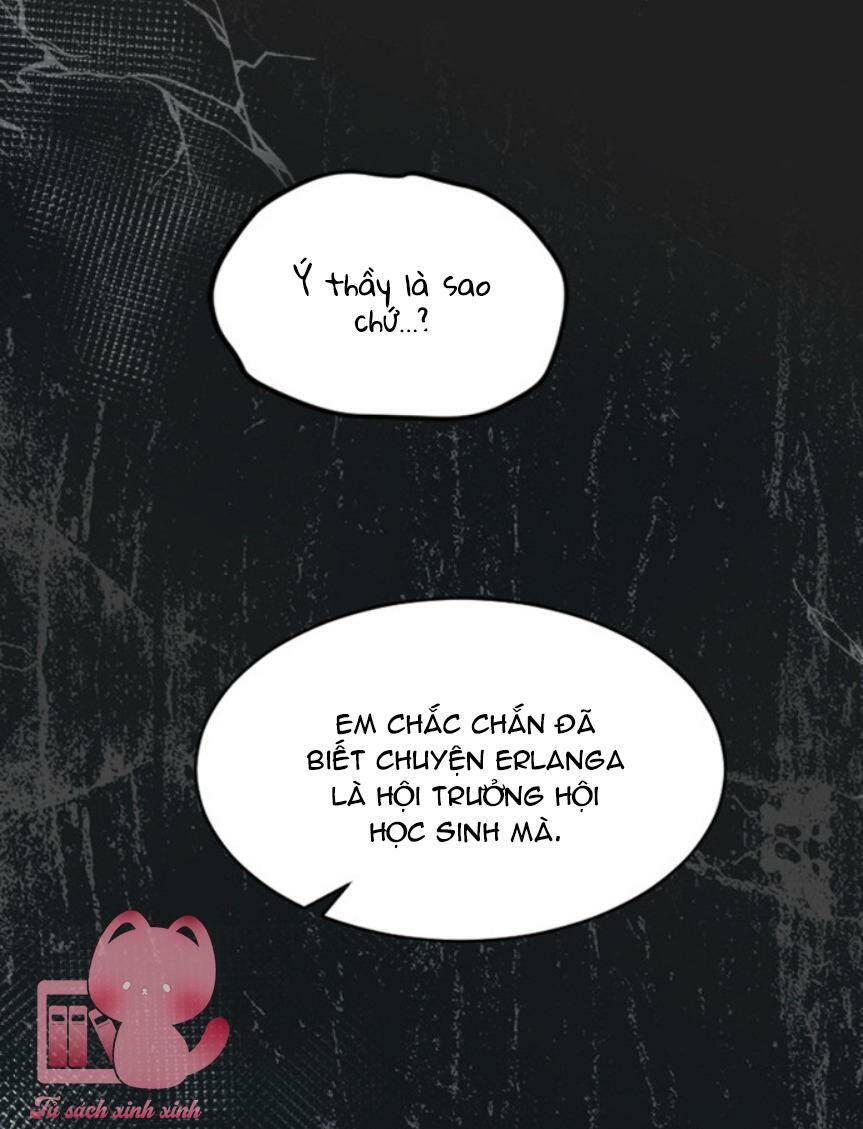 Ý thầy là sao
chứ...?
EM CHẮC CHẮN ĐÃ
BIẾT CHUYỆN ERLANGA
LÀ HỘI TRƯỞNG HỘI
HỌC SINH MÀ.
Tủ sách xinh xinh